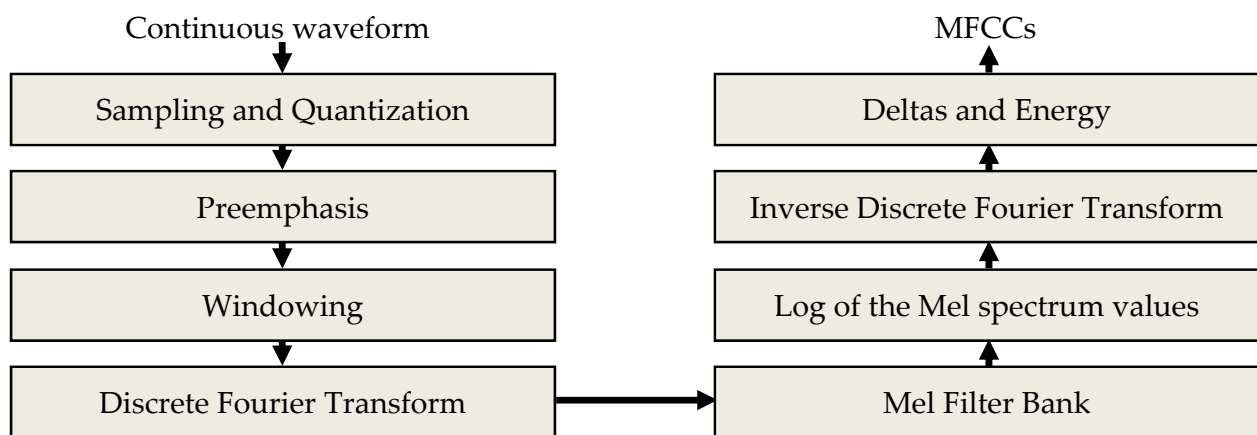 Continuous waveform
Sampling and Quantization
Preemphasis
Windowing
Discrete Fourier Transform
Mel Filter Bank
Log of the Mel spectrum values
Inverse Discrete Fourier Transform
Deltas and Energy
MFCCs